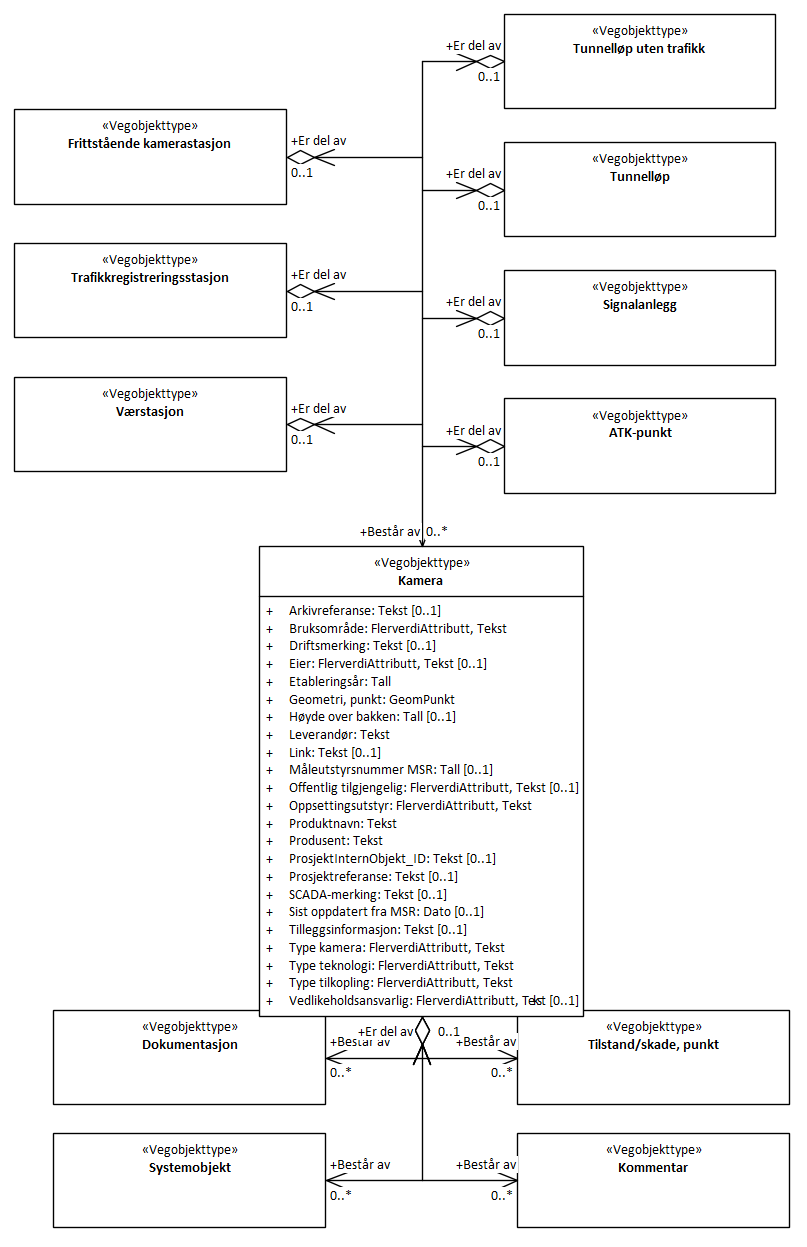 «Vegobjekttype»
Tunnelløp uten trafikk
+Er del av
0..1
«Vegobjekttype»
Frittstående kamerastasjon
+Er del av
0..1
«Vegobjekttype»
Tunnelløp
+Er del av
0..1
«Vegobjekttype»
Trafikkregistreringsstasjon
+Er del av
0..1
«Vegobjekttype»
Signalanlegg
+Er del av
0..1
«Vegobjekttype»
Værstasjon
+Er del av
0..1
«Vegobjekttype»
ATK-punkt
+Er del av
0..1
+Består av 0..*
«Vegobjekttype»
Kamera
+ Arkivreferanse: Tekst [0..1]
+ Bruksområde: FlerverdiAttributt, Tekst
+ Driftsmerking: Tekst [0..1]
+ Eier: FlerverdiAttributt, Tekst [0..1]
+ Etableringsår: Tall
+ Geometri, punkt: GeomPunkt
+ Høyde over bakken: Tall [0..1]
+ Leverandør: Tekst
+ Link: Tekst [0..1]
+ Måleutstyrsnummer MSR: Tall [0..1]
+ Offentlig tilgjengelig: FlerverdiAttributt, Tekst [0..1]
+ Oppsettingsutstyr: FlerverdiAttributt, Tekst
+ Produktnavn: Tekst
+ Produsent: Tekst
+ ProsjektInternObjekt_ID: Tekst [0..1]
+ Prosjektreferanse: Tekst [0..1]
+ SCADA-merking: Tekst [0..1]
+ Sist oppdatert fra MSR: Dato [0..1]
+ Tilleggsinformasjon: Tekst [0..1]
+ Type kamera: FlerverdiAttributt, Tekst
+ Type teknologi: FlerverdiAttributt, Tekst
+ Type tilkopling: FlerverdiAttributt, Tekst
+ Vedlikeholdsansvarlig: FlerverdiAttributt, Tekst [0..1]
+Er del av 0..1
«Vegobjekttype»
Dokumentasjon
+Består av
0..*
«Vegobjekttype»
Tilstand/skade, punkt
+Består av
0..*
«Vegobjekttype»
Systemobjekt
+Består av
0..*
«Vegobjekttype»
Kommentar
+Består av
0..*